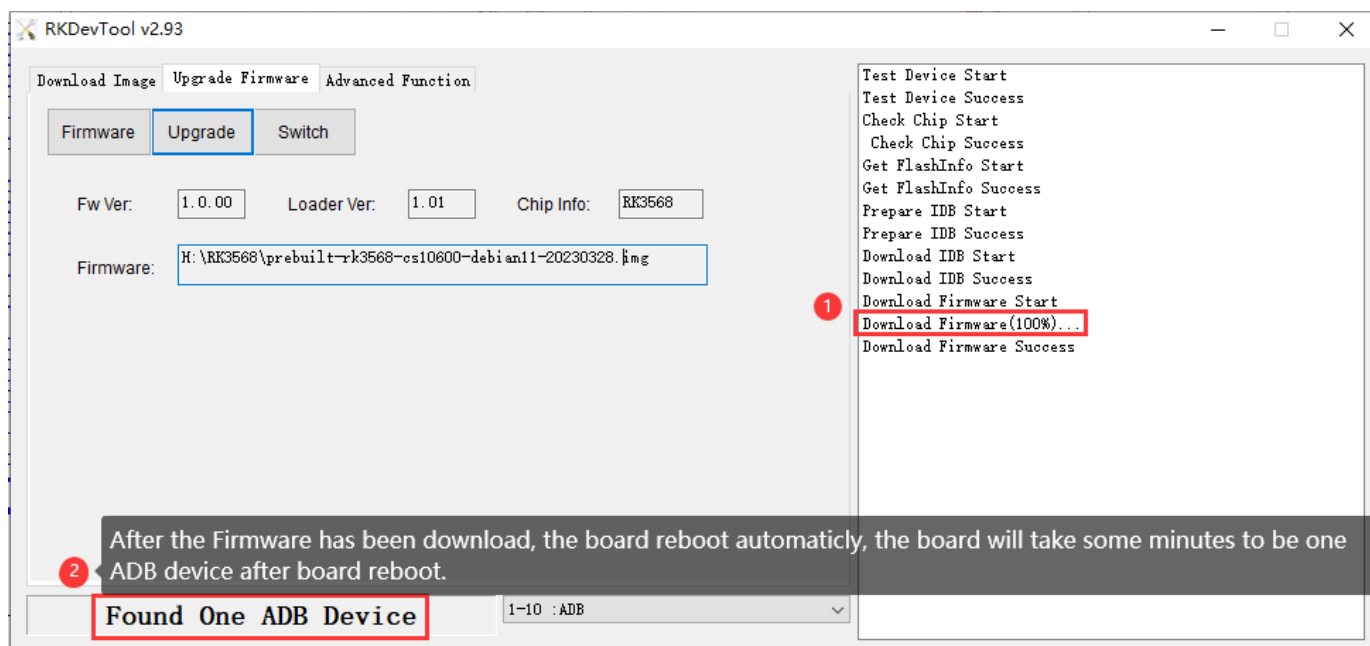 RKDevTool v2.93
Download Image Upgrade Firmware Advanced Function
Firmware Upgrade Switch
Fw Ver: 1.0.00 Loader Ver: 1.01 Chip Info: RK3568
Firmware: H:\RK3568\prebuilt-rk3568-cs10600-debian11-20230328.img
Test Device Start
Test Device Success
Check Chip Start
Check Chip Success
Get FlashInfo Start
Get FlashInfo Success
Prepare IDB Start
Prepare IDB Success
Download IDB Start
Download IDB Success
Download Firmware Start
1
Download Firmware(100%)...
Download Firmware Success
After the Firmware has been download, the board reboot automaticly, the board will take some minutes to be one
2 ADB device after board reboot.
Found One ADB Device
1-10 :ADB